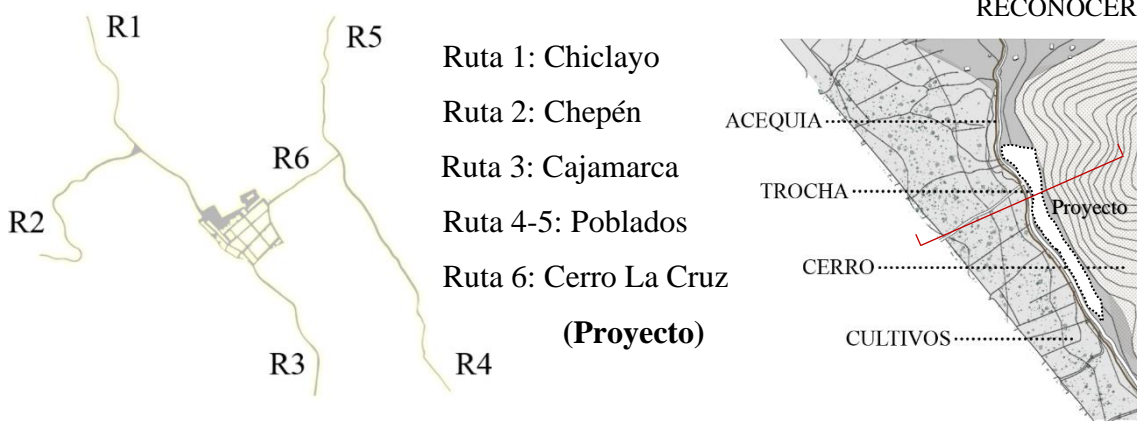 RECONOCER
R1
R5
R6
R2
R3
R4
Ruta 1: Chiclayo
Ruta 2: Chepén
Ruta 3: Cajamarca
Ruta 4-5: Poblados
Ruta 6: Cerro La Cruz
(Proyecto)
ACEQUIA
TROCHA
Proyecto
CERRO
CULTIVOS